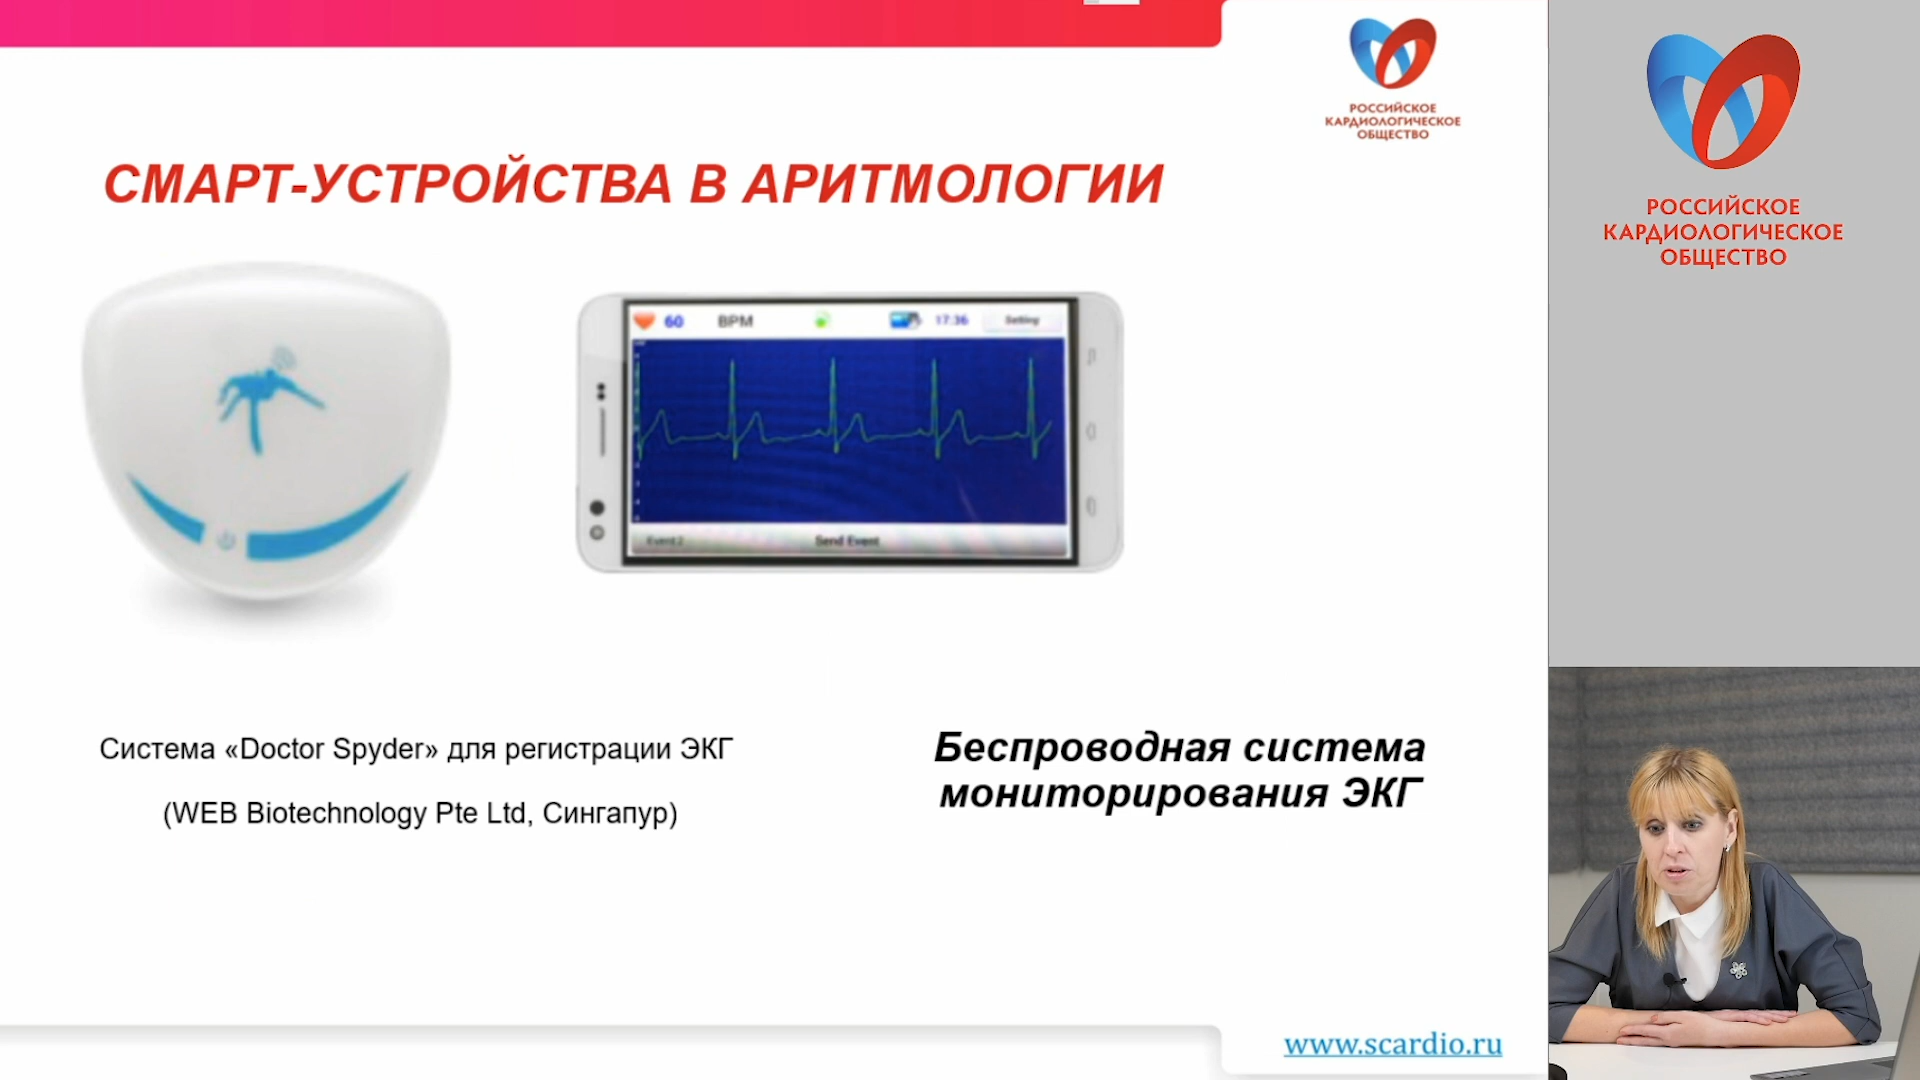 РОССИЙСКОЕ
КАРДИОЛОГИЧЕСКОЕ
ОБЩЕСТВО
СМАРТ-УСТРОЙСТВА В АРИТМОЛОГИИ
60 BPM 17:36 Setting
Event2 Send Event
Система «Doctor Spyder» для регистрации ЭКГ
(WEB Biotechnology Pte Ltd, Сингапур)
Беспроводная система
мониторирования ЭКГ
www.scardio.ru
РОССИЙСКОЕ
КАРДИОЛОГИЧЕСКОЕ
ОБЩЕСТВО